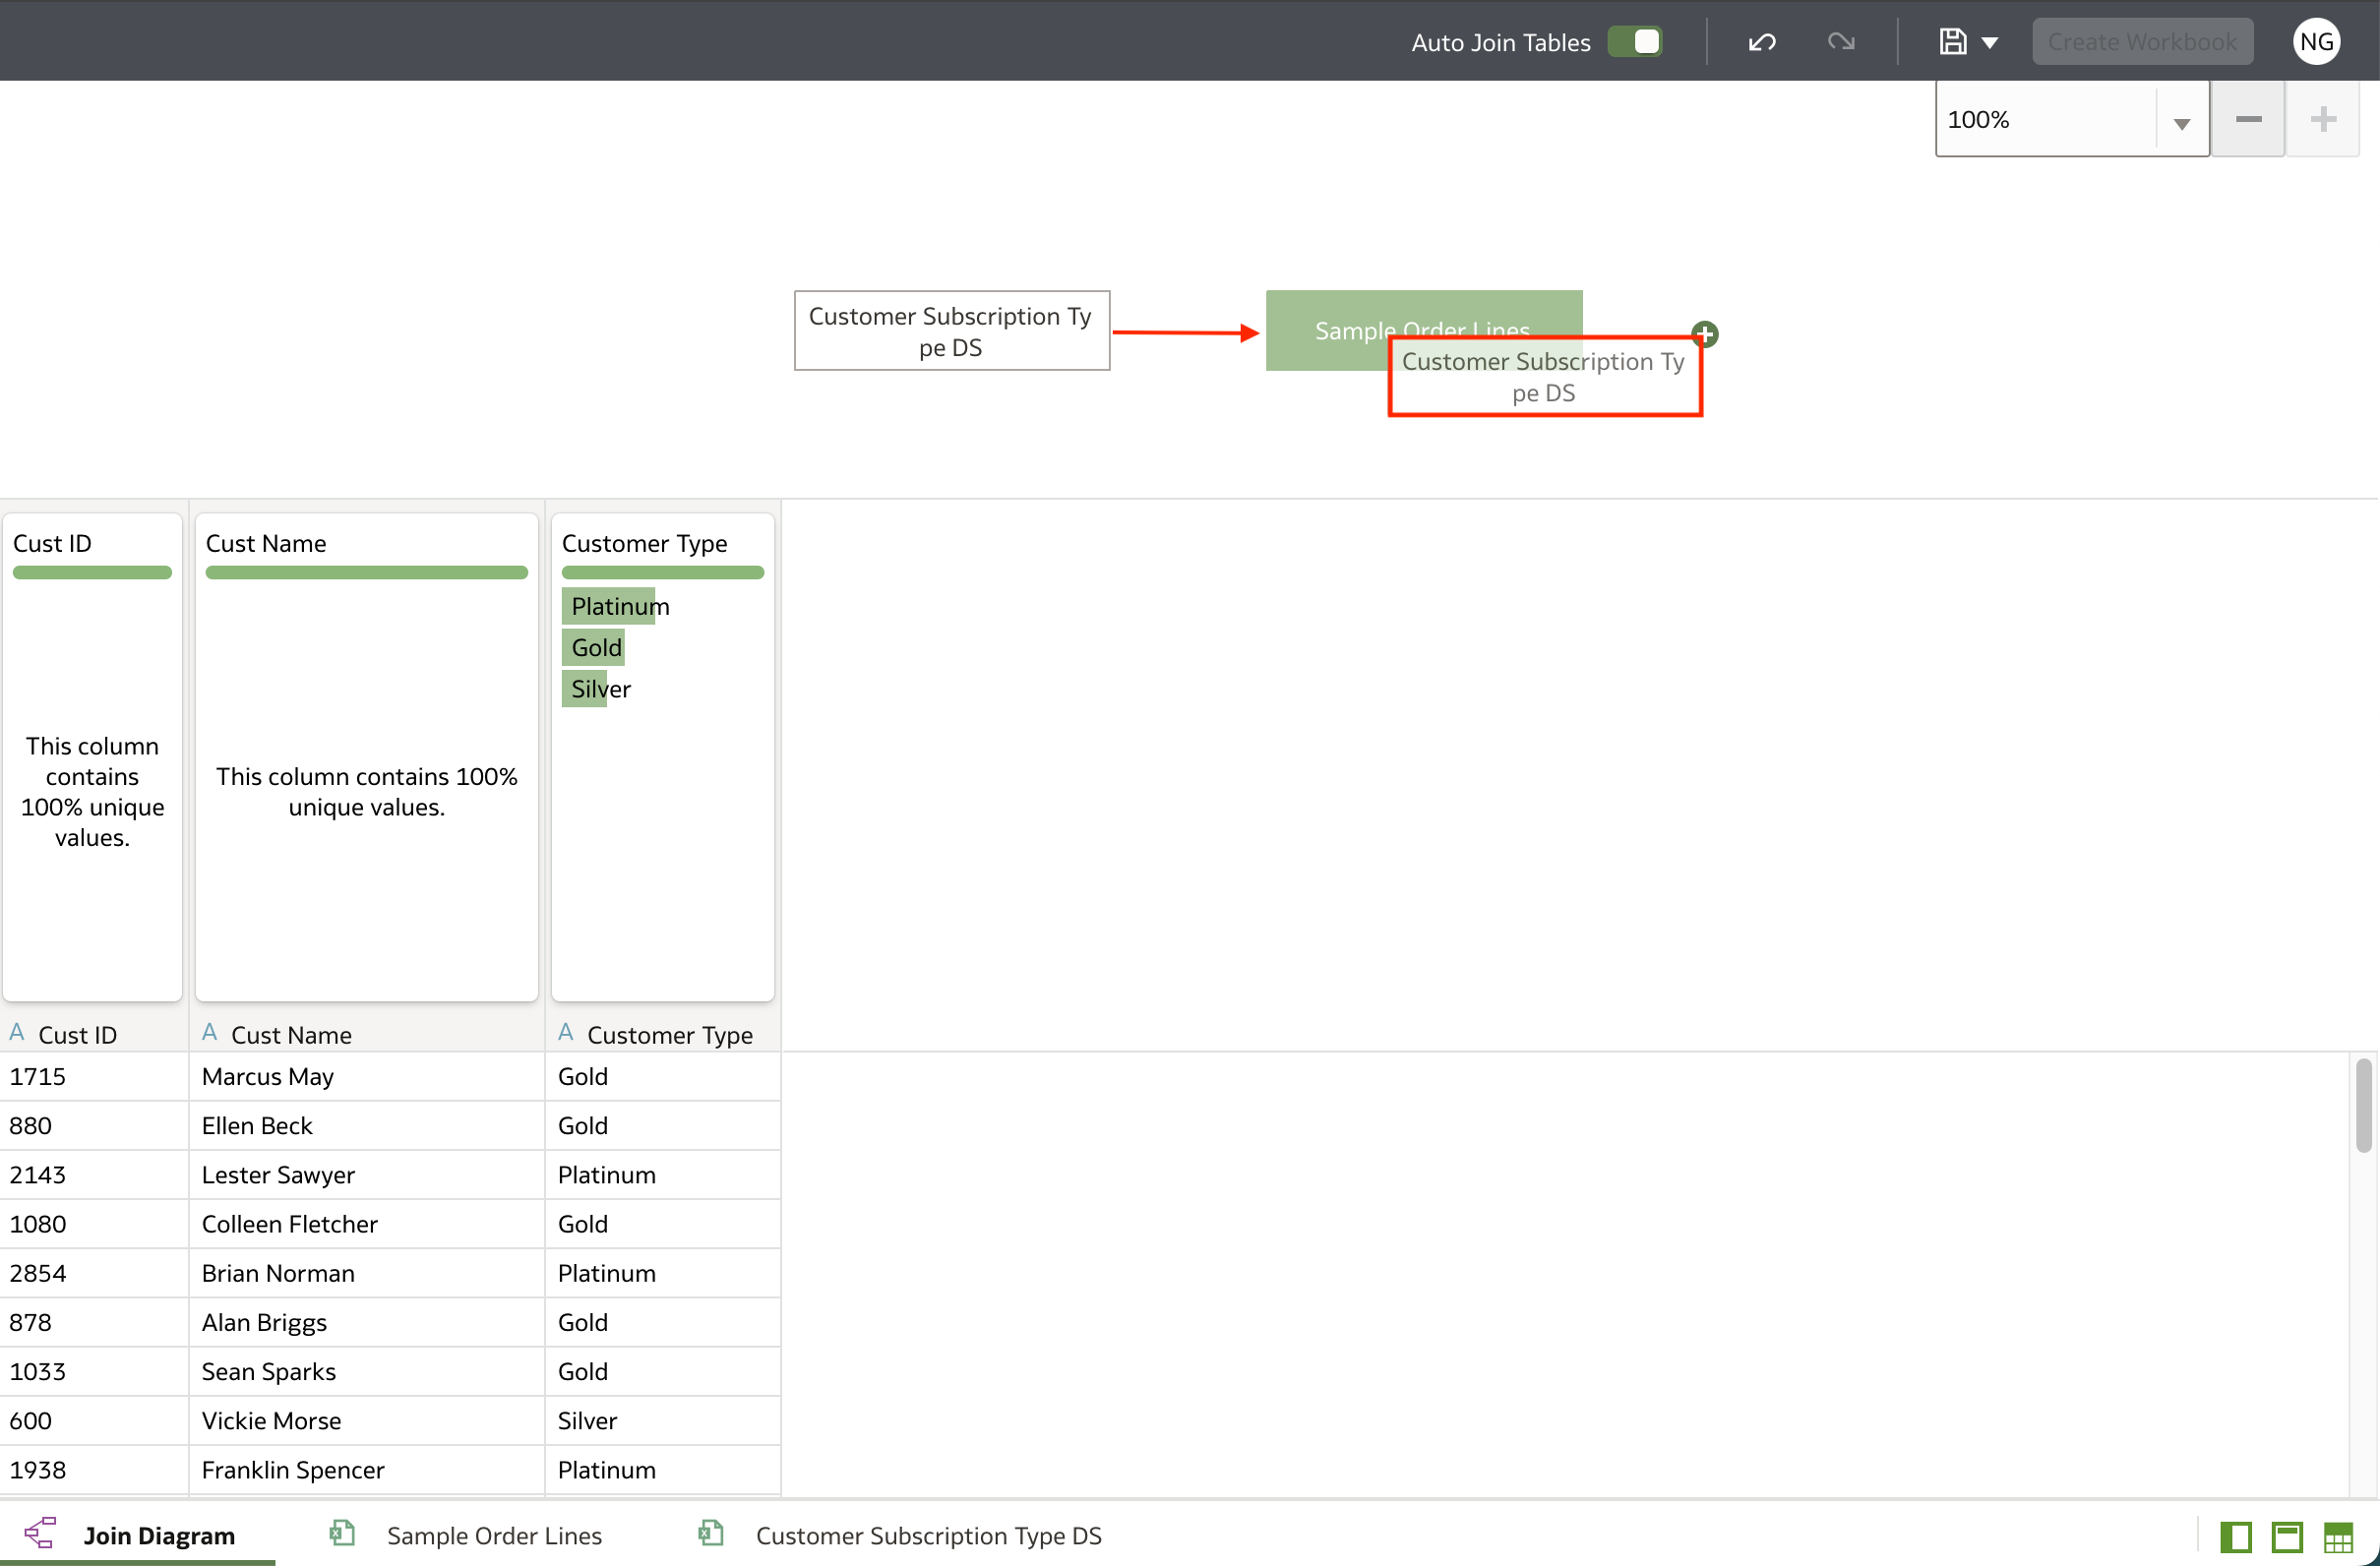 Auto Join Tables
Create Workbook
NG
100%
Customer Subscription Ty
pe DS
Sample Order Lines
Customer Subscription Ty
pe DS
Cust ID
Cust Name
Customer Type
Platinum
Gold
Silver
This column
contains
100% unique
values.
This column contains 100%
unique values.
A Cust ID
A Cust Name
A Customer Type
1715 Marcus May Gold
880 Ellen Beck Gold
2143 Lester Sawyer Platinum
1080 Colleen Fletcher Gold
2854 Brian Norman Platinum
878 Alan Briggs Gold
1033 Sean Sparks Gold
600 Vickie Morse Silver
1938 Franklin Spencer Platinum
Join Diagram
Sample Order Lines
Customer Subscription Type DS